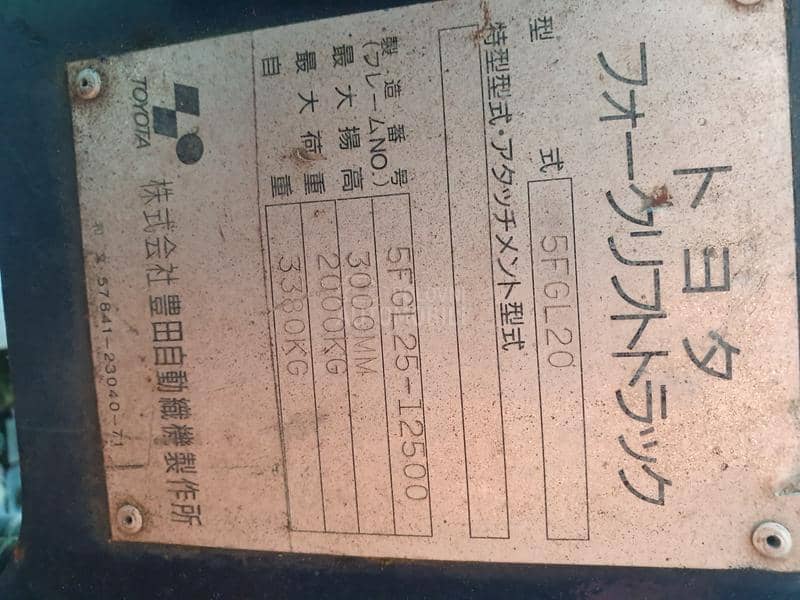 トヨタ
フォークリフトトラック
型式 5FGL20
特型型式・アタッチメント型式
製造番号 (フレームNO.) 5FGL25-12500
最大揚高 3000MM
最大荷重 2000KG
自重 3380KG
TOYOTA
株式会社 豊田自動織機製作所
57841-23040-71